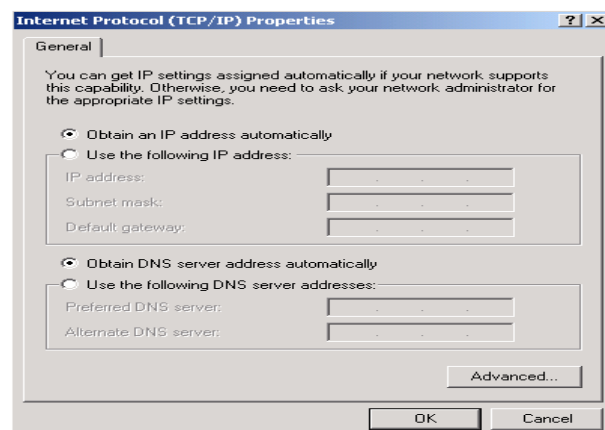 Internet Protocol (TCP/IP) Properties
General
You can get IP settings assigned automatically if your network supports
this capability. Otherwise, you need to ask your network administrator for
the appropriate IP settings.
Obtain an IP address automatically
Use the following IP address:
IP address:
Subnet mask:
Default gateway:
Obtain DNS server address automatically
Use the following DNS server addresses:
Preferred DNS server:
Alternate DNS server:
Advanced...
OK
Cancel